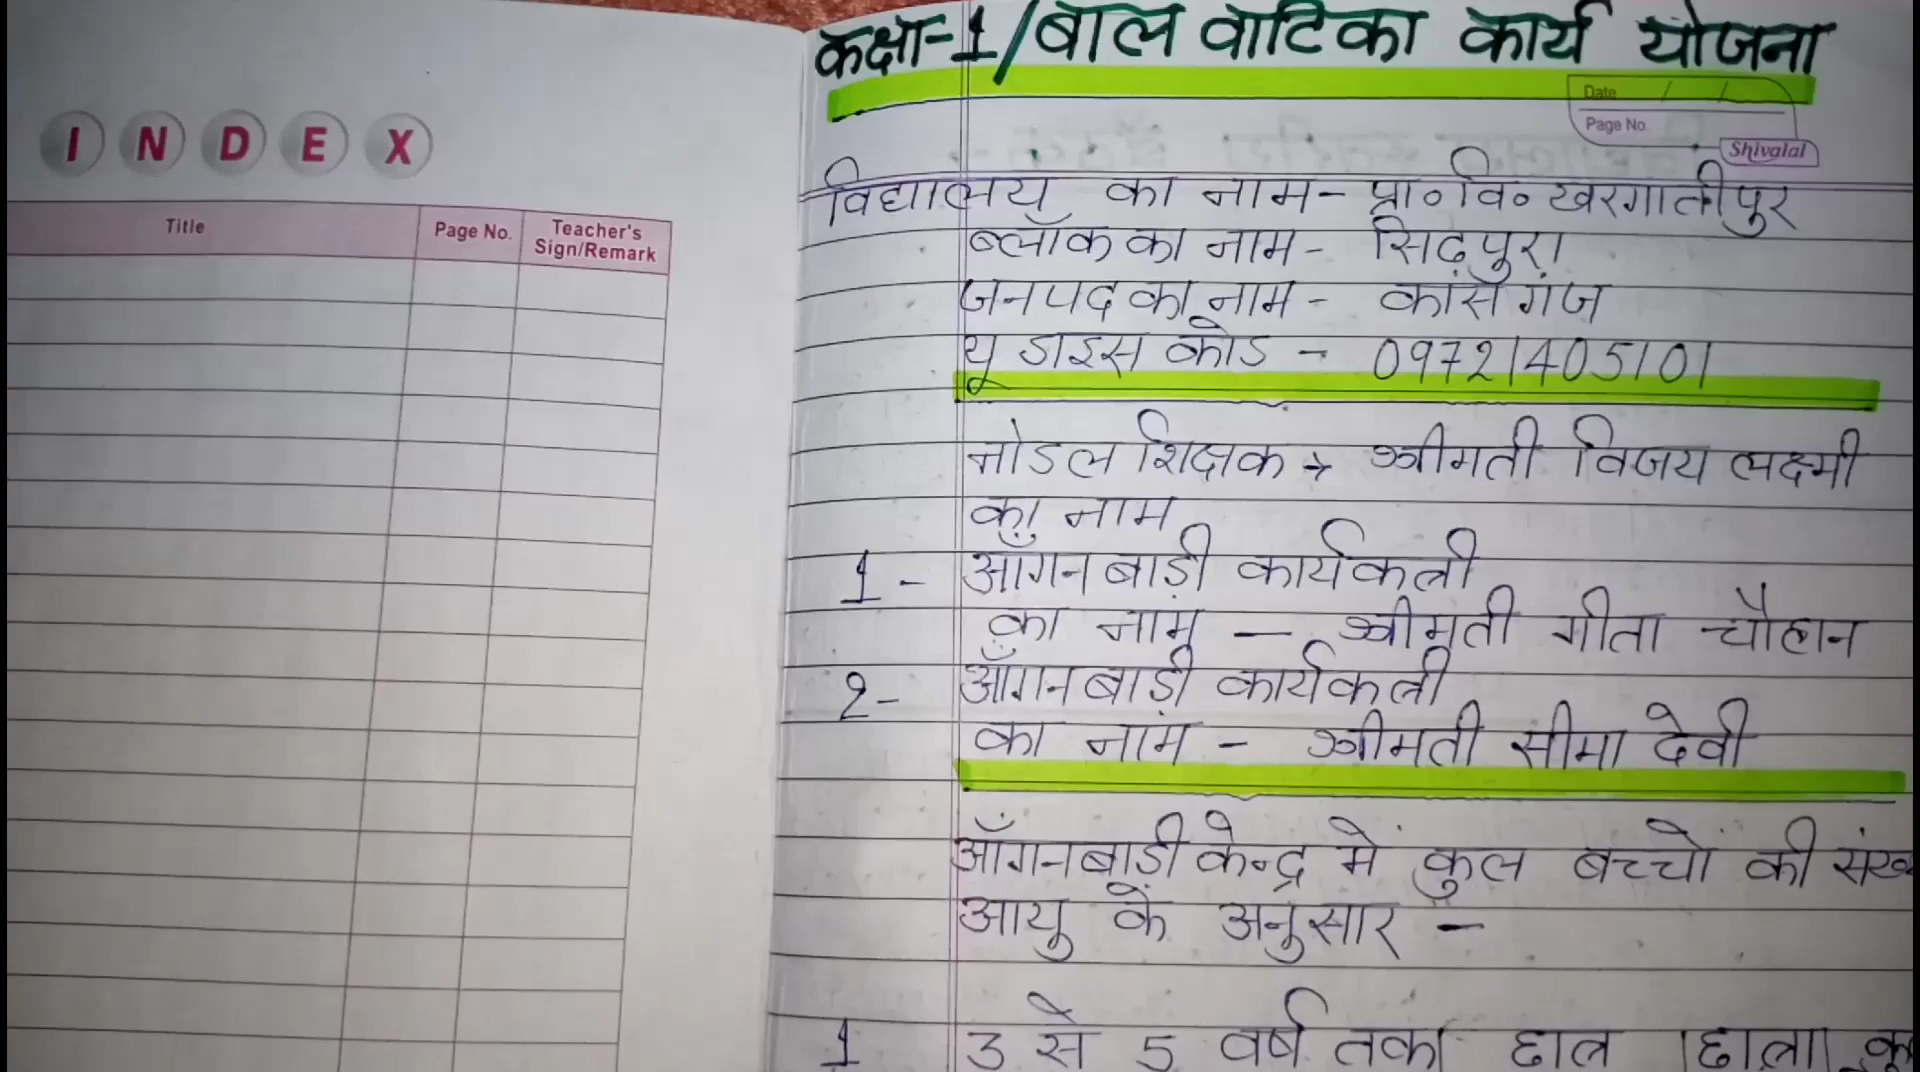 INDEX
Title Page No. Teacher's Sign/Remark
कक्षा-1/बाल वाटिका कार्य योजना
Date / /
Page No.
Shivalal
विद्यालय का नाम- प्रा० वि० खरगातीपुर
ब्लॉक का नाम- सिढ़पुरा
जनपद का नाम- कासगंज
यू डाइस कोड - 09721405101
नोडल शिक्षक → श्रीमती विजय लक्ष्मी
का नाम
1- आँगनबाड़ी कार्यकत्री
का नाम — श्रीमती गीता चौहान
2- आँगनबाड़ी कार्यकत्री
का नाम - श्रीमती सीमा देवी
आँगनबाड़ी केन्द्र में कुल बच्चों की
आयु के अनुसार -
1 3 से 5 वर्ष तक छात्र छात्रा